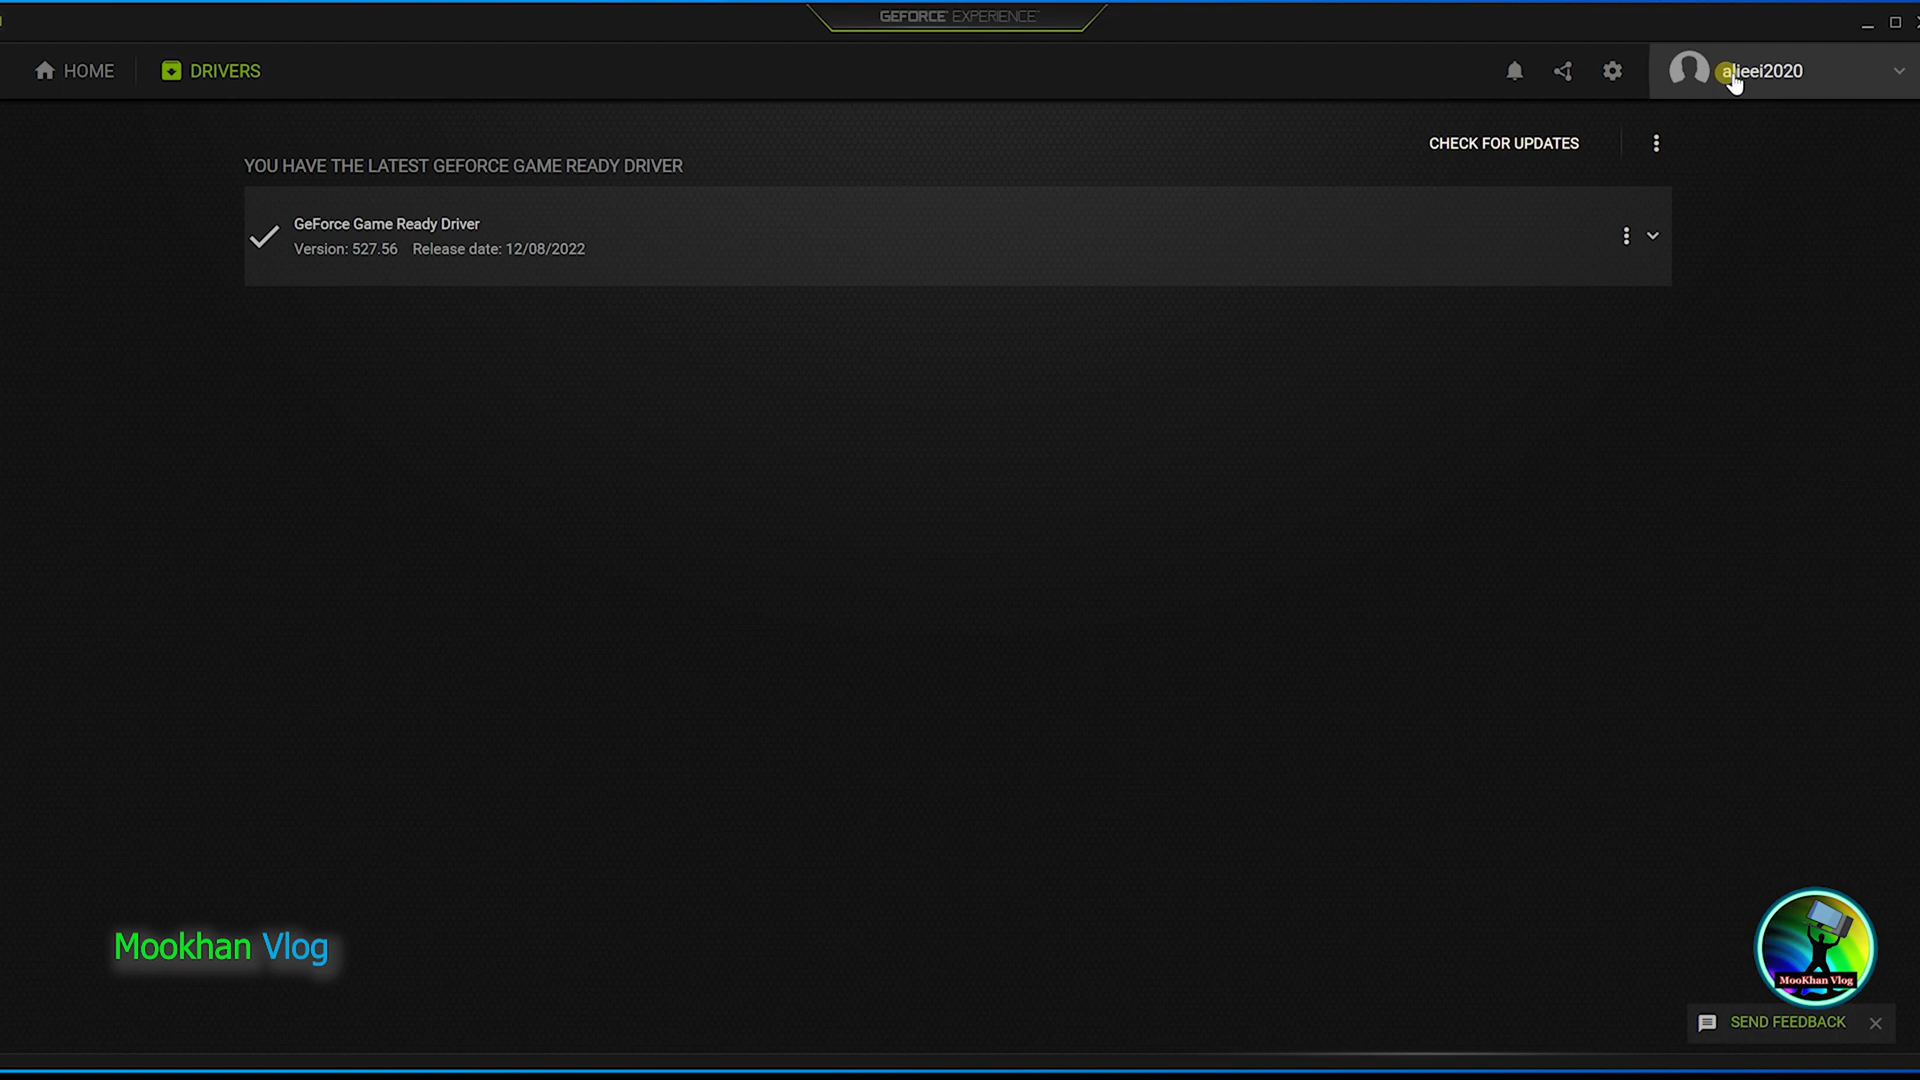 GEFORCE EXPERIENCE
HOME
DRIVERS
alieei2020
CHECK FOR UPDATES
YOU HAVE THE LATEST GEFORCE GAME READY DRIVER
GeForce Game Ready Driver
Version: 527.56 Release date: 12/08/2022
Mookhan Vlog
MooKhan Vlog
SEND FEEDBACK